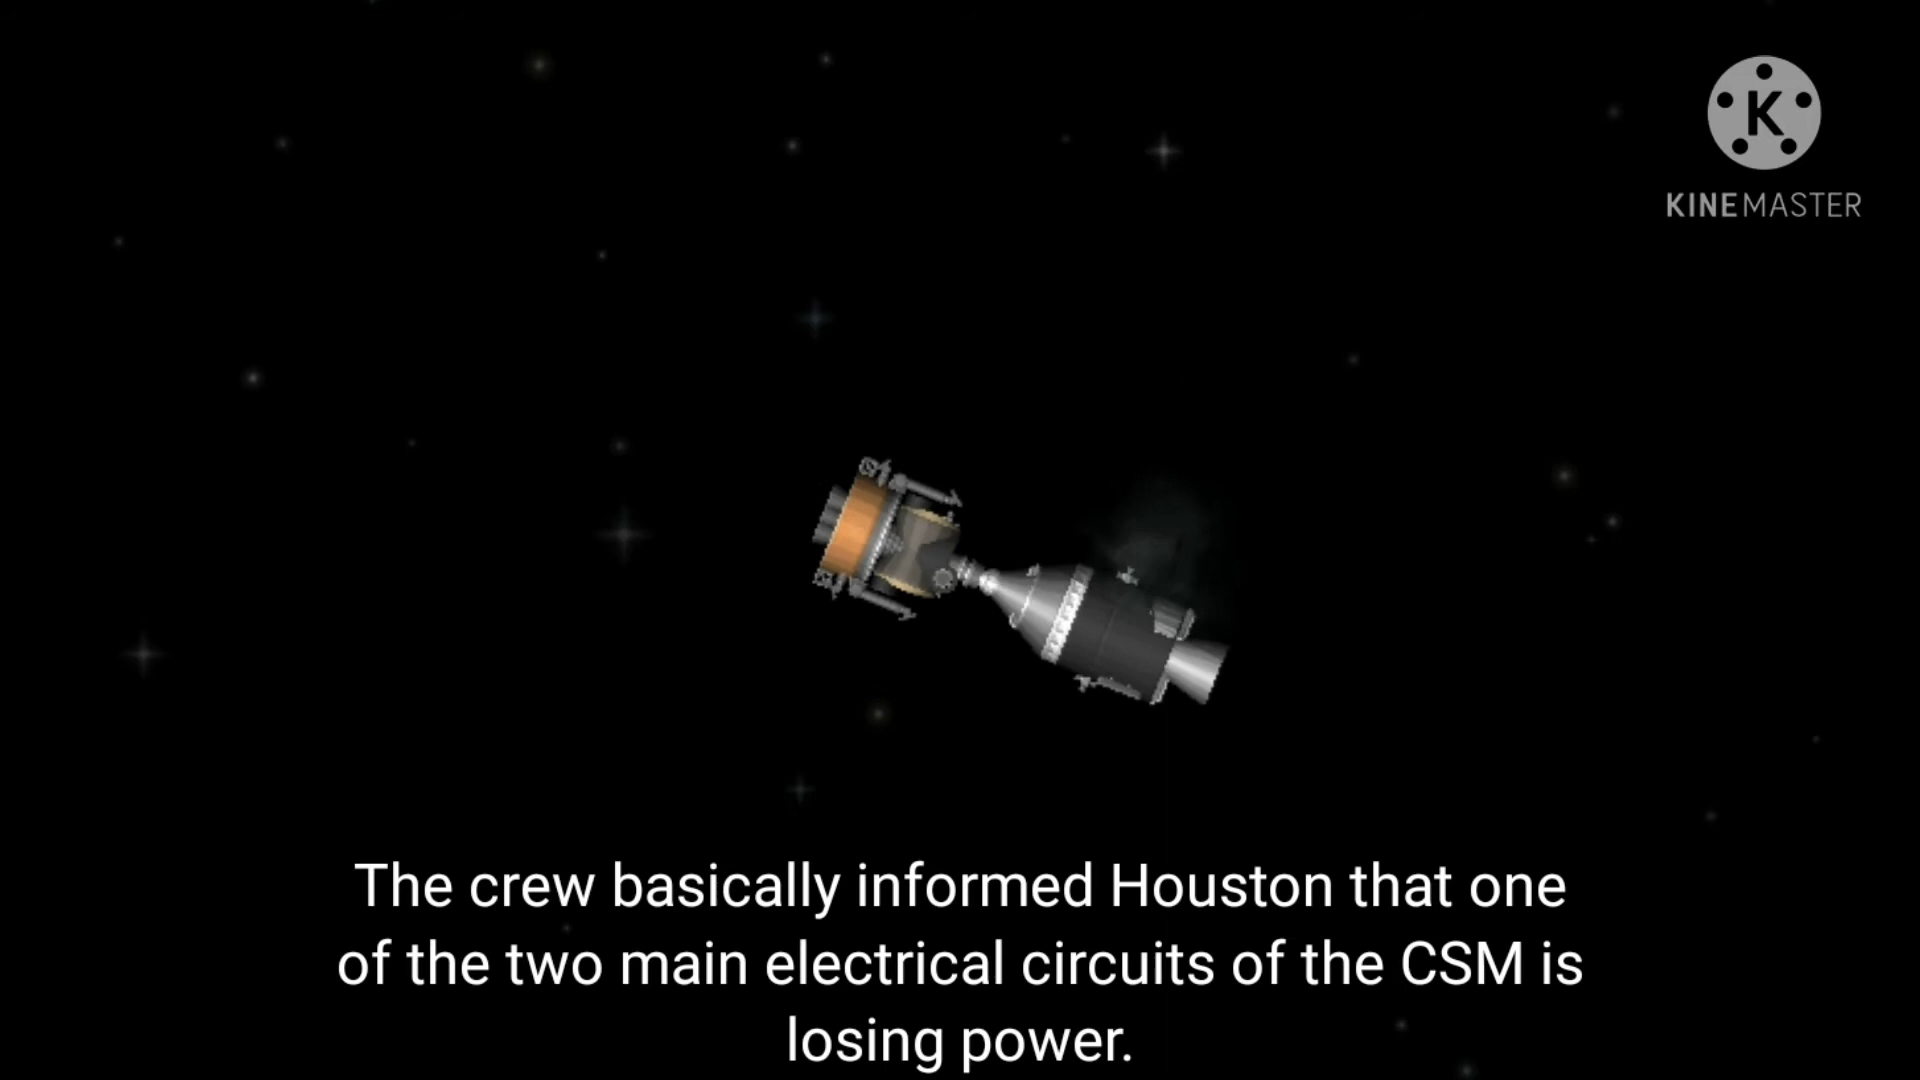 K
KINEMASTER
The crew basically informed Houston that one
of the two main electrical circuits of the CSM is
losing power.